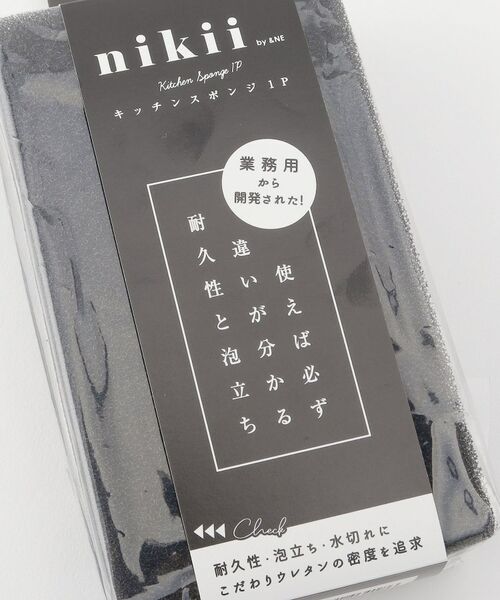 nikii by &NE
Kitchen Sponge 1P
キッチンスポンジ 1P
業務用
から
開発された!
使えば必ず
違いが分かる
耐久性と泡立ち
Check
耐久性・泡立ち・水切れに
こだわりウレタンの密度を追求